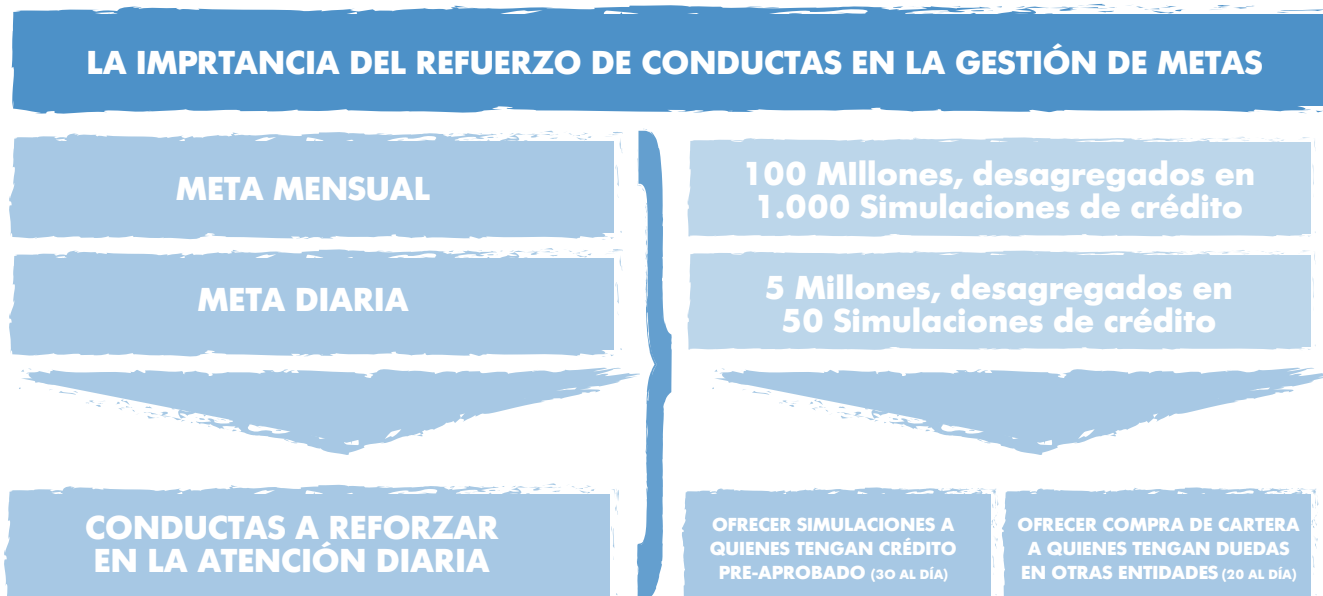 LA IMPRTANCIA DEL REFUERZO DE CONDUCTAS EN LA GESTIÓN DE METAS
META MENSUAL
100 MIllones, desagregados en
1.000 Simulaciones de crédito
META DIARIA
5 Millones, desagregados en
50 Simulaciones de crédito
CONDUCTAS A REFORZAR
EN LA ATENCIÓN DIARIA
OFRECER SIMULACIONES A
QUIENES TENGAN CRÉDITO
PRE-APROBADO (3O AL DÍA)
OFRECER COMPRA DE CARTERA
A QUIENES TENGAN DUEDAS
EN OTRAS ENTIDADES (20 AL DÍA)